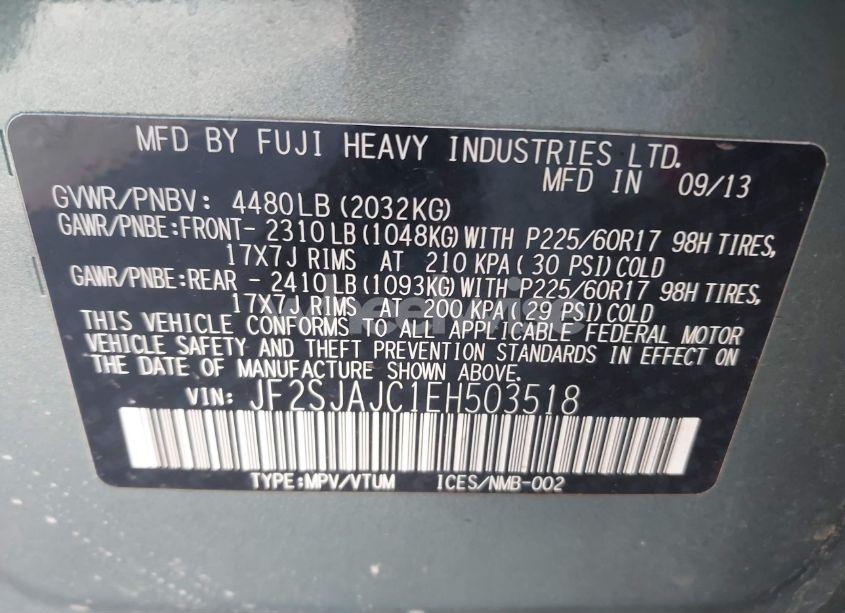 MFD BY FUJI HEAVY INDUSTRIES LTD.
MFD IN 09/13
GVWR/PNBV: 4480LB (2032KG)
GAWR/PNBE:FRONT- 2310 LB (1048KG) WITH P225/60R17 98H TIRES,
17X7J RIMS AT 210 KPA ( 30 PSI) COLD
GAWR/PNBE:REAR - 2410 LB (1093KG) WITH P225/60R17 98H TIRES,
17X7J RIMS AT 200 KPA (29 PSI) COLD
THIS VEHICLE CONFORMS TO ALL APPLICABLE FEDERAL MOTOR
VEHICLE SAFETY AND THEFT PREVENTION STANDARDS IN EFFECT ON
THE DATE OF MANUFACTURE SHOWN ABOVE.
VIN: JF2SJAJC1EH503518
TYPE:MPV/VTUM ICES/NMB-002